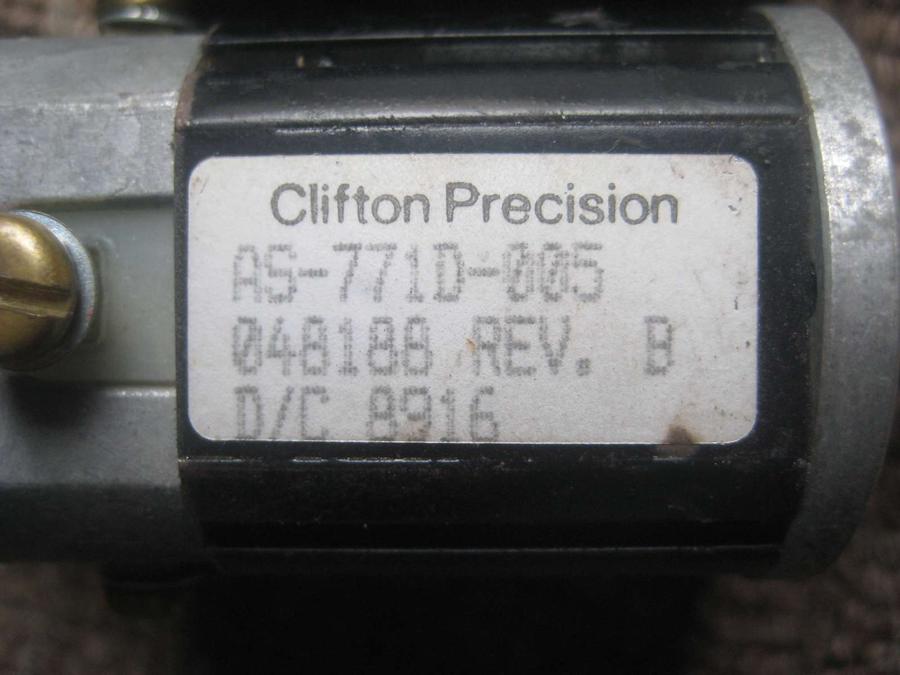 Clifton Precision
AS-771D-005
048188 REV. B
D/C 8916